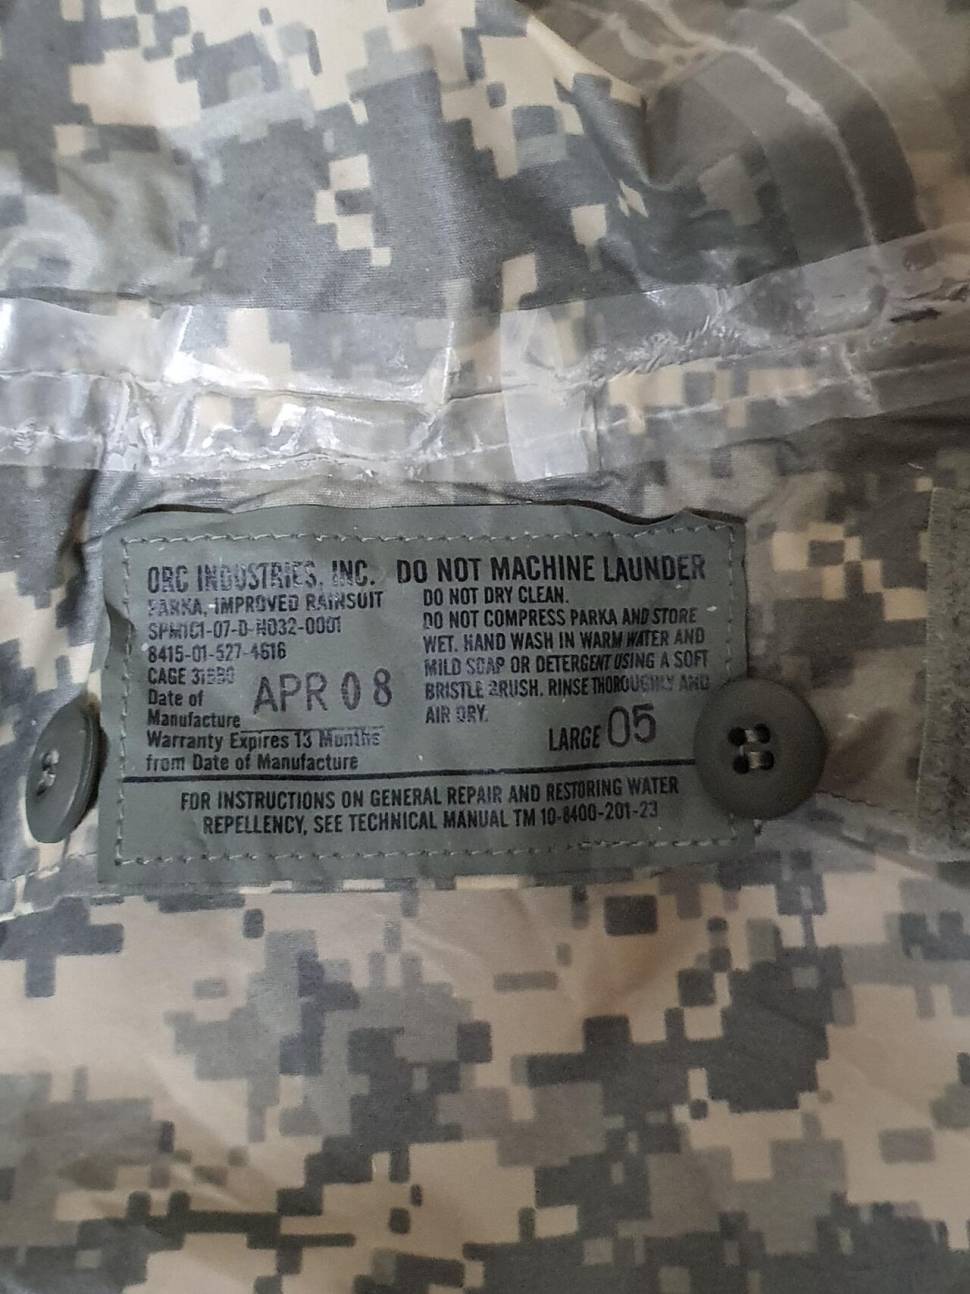 ORC INDUSTRIES, INC.
PARKA, IMPROVED RAINSUIT
SPM1C1-07-D-N032-0001
8415-01-527-4616
CAGE
Date of
Manufacture APR 08
Warranty Expires 13 Months
from Date of Manufacture
DO NOT MACHINE LAUNDER
DO NOT DRY CLEAN.
DO NOT COMPRESS PARKA AND STORE
WET. HAND WASH IN WARM WATER AND
MILD SOAP OR DETERGENT USING A SOFT
BRISTLE BRUSH. RINSE THOROUGHLY AND
AIR DRY.
LARGE 05
FOR INSTRUCTIONS ON GENERAL REPAIR AND RESTORING WATER
REPELLENCY, SEE TECHNICAL MANUAL TM 10-8400-201-23